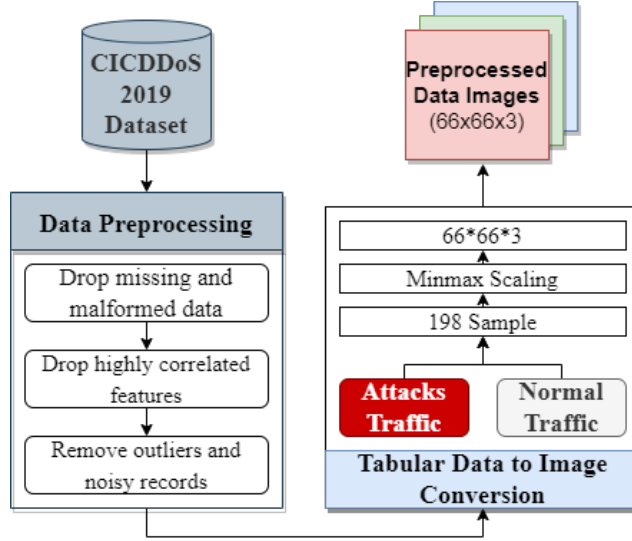 CICDDoS
2019
Dataset
Data Preprocessing
Drop missing and
malformed data
Drop highly correlated
features
Remove outliers and
noisy records
Preprocessed
Data Images
(66x66x3)
66*66*3
Minmax Scaling
198 Sample
Attacks
Traffic
Normal
Traffic
Tabular Data to Image
Conversion